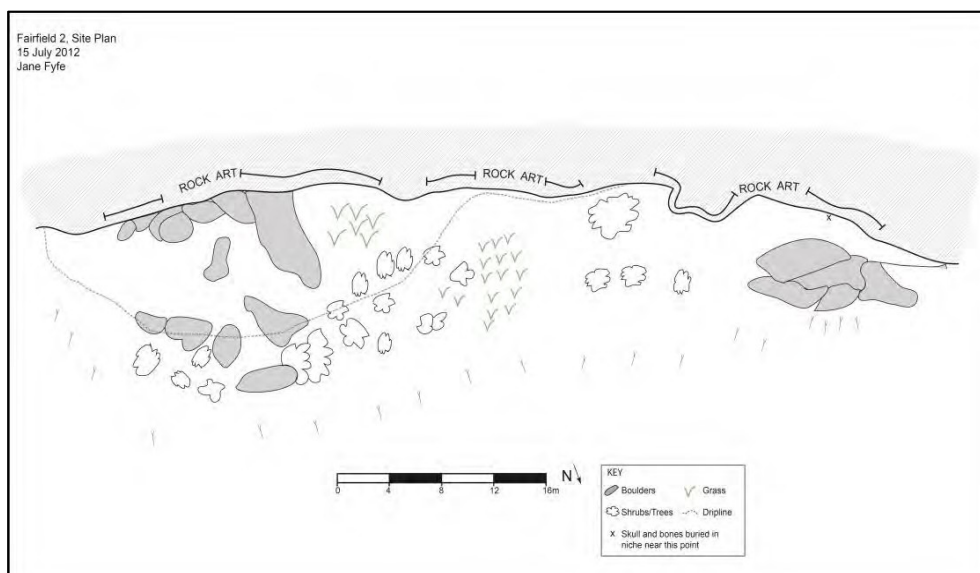 Fairfield 2, Site Plan
15 July 2012
Jane Fyfe
ROCK ART
ROCK ART
ROCK ART
0 4 8 12 16m
N
KEY
Boulders
Grass
Shrubs/Trees
Dripline
x Skull and bones buried in
niche near this point
x